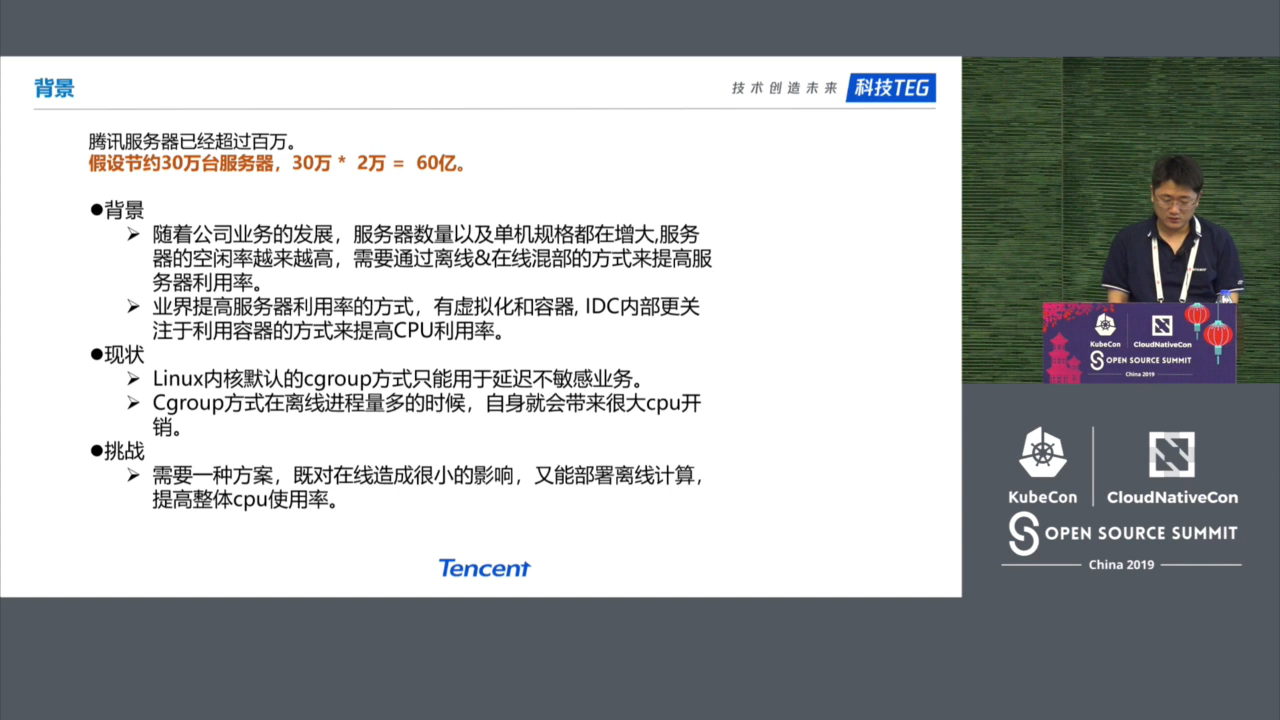 背景
技术创造未来 科技TEG
腾讯服务器已经超过百万。
假设节约30万台服务器，30万 * 2万 = 60亿。
●背景
➢ 随着公司业务的发展，服务器数量以及单机规格都在增大,服务
器的空闲率越来越高，需要通过离线&在线混部的方式来提高服
务器利用率。
➢ 业界提高服务器利用率的方式，有虚拟化和容器, IDC内部更关
注于利用容器的方式来提高CPU利用率。
●现状
➢ Linux内核默认的cgroup方式只能用于延迟不敏感业务。
➢ Cgroup方式在离线进程量多的时候，自身就会带来很大cpu开
销。
●挑战
➢ 需要一种方案，既对在线造成很小的影响，又能部署离线计算，
提高整体cpu使用率。
Tencent
KubeCon CloudNativeCon
OPEN SOURCE SUMMIT
China 2019
KubeCon CloudNativeCon
OPEN SOURCE SUMMIT
China 2019